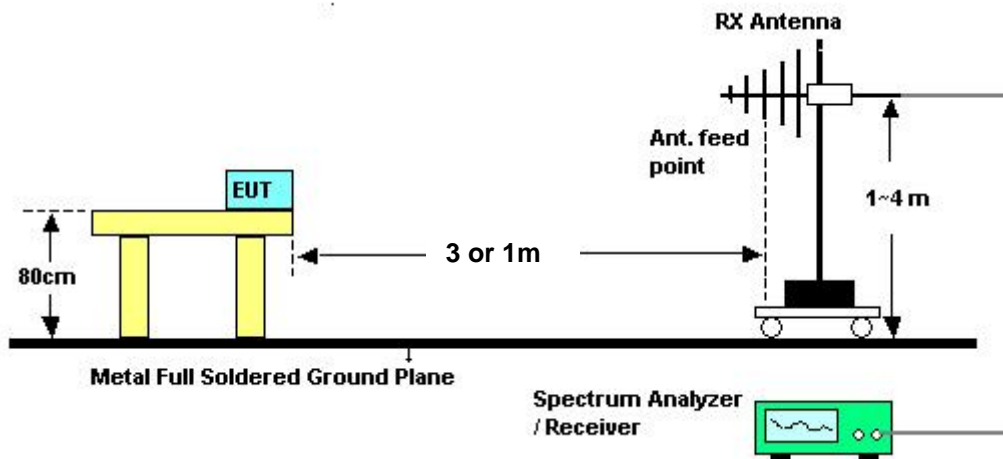 RX Antenna
Ant. feed
point
1~4 m
EUT
3 or 1m
80cm
Metal Full Soldered Ground Plane
Spectrum Analyzer
/ Receiver